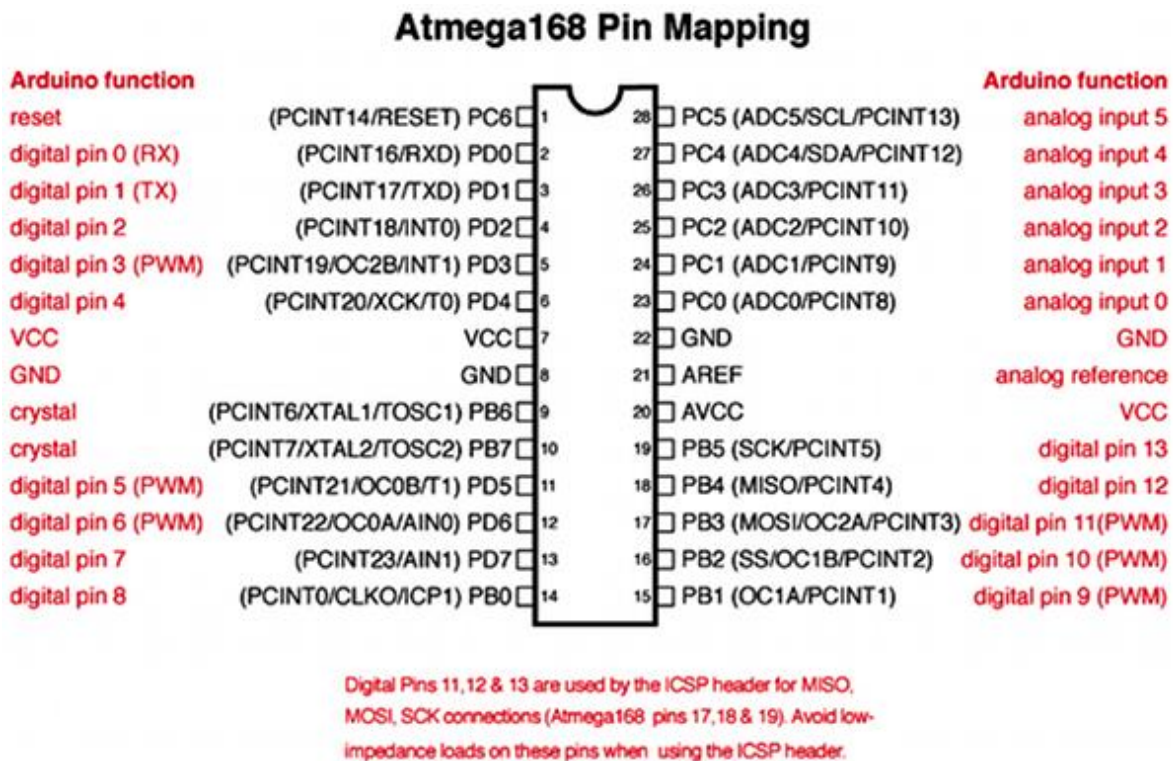 Atmega168 Pin Mapping
Arduino function Arduino function
reset (PCINT14/RESET) PC6 1 28 PC5 (ADC5/SCL/PCINT13) analog input 5
digital pin 0 (RX) (PCINT16/RXD) PD0 2 27 PC4 (ADC4/SDA/PCINT12) analog input 4
digital pin 1 (TX) (PCINT17/TXD) PD1 3 26 PC3 (ADC3/PCINT11) analog input 3
digital pin 2 (PCINT18/INT0) PD2 4 25 PC2 (ADC2/PCINT10) analog input 2
digital pin 3 (PWM) (PCINT19/OC2B/INT1) PD3 5 24 PC1 (ADC1/PCINT9) analog input 1
digital pin 4 (PCINT20/XCK/T0) PD4 6 23 PC0 (ADC0/PCINT8) analog input 0
VCC VCC 7 22 GND GND
GND GND 8 21 AREF analog reference
crystal (PCINT6/XTAL1/TOSC1) PB6 9 20 AVCC VCC
crystal (PCINT7/XTAL2/TOSC2) PB7 10 19 PB5 (SCK/PCINT5) digital pin 13
digital pin 5 (PWM) (PCINT21/OC0B/T1) PD5 11 18 PB4 (MISO/PCINT4) digital pin 12
digital pin 6 (PWM) (PCINT22/OC0A/AIN0) PD6 12 17 PB3 (MOSI/OC2A/PCINT3) digital pin 11(PWM)
digital pin 7 (PCINT23/AIN1) PD7 13 16 PB2 (SS/OC1B/PCINT2) digital pin 10 (PWM)
digital pin 8 (PCINT0/CLKO/ICP1) PB0 14 15 PB1 (OC1A/PCINT1) digital pin 9 (PWM)
Digital Pins 11,12 & 13 are used by the ICSP header for MISO,
MOSI, SCK connections (Atmega168 pins 17,18 & 19). Avoid low-
impedance loads on these pins when using the ICSP header.